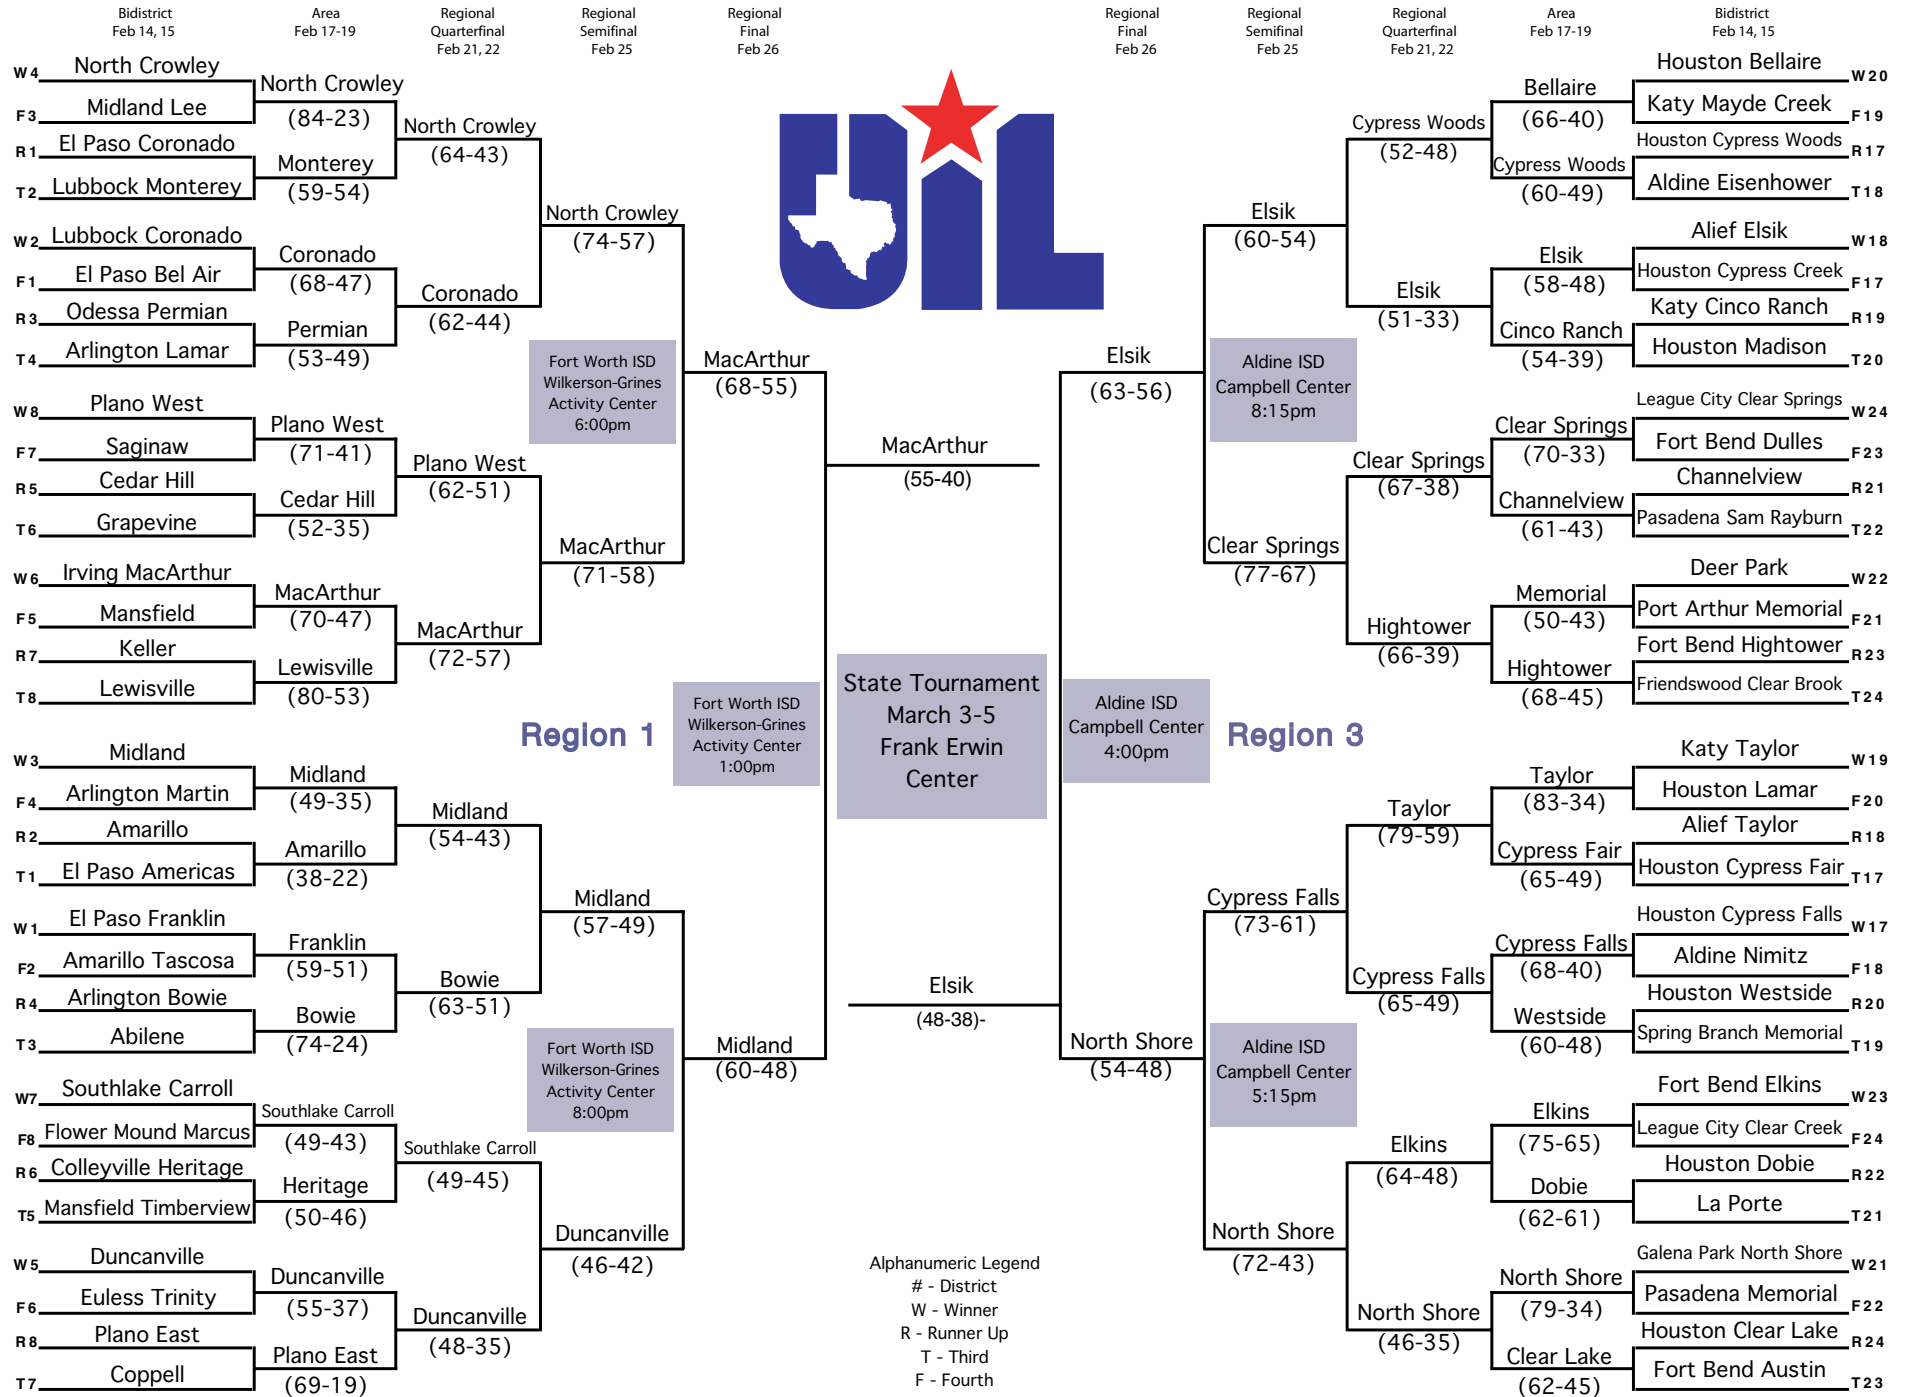 Bidistrict
Feb 14, 15
Area
Feb 17-19
Regional
Quarterfinal
Feb 21, 22
Regional
Semifinal
Feb 25
Regional
Final
Feb 26
Regional
Final
Feb 26
Regional
Semifinal
Feb 25
Regional
Quarterfinal
Feb 21, 22
Area
Feb 17-19
Bidistrict
Feb 14, 15
W4 North Crowley
F3 Midland Lee
R1 El Paso Coronado
T2 Lubbock Monterey
W2 Lubbock Coronado
F1 El Paso Bel Air
R3 Odessa Permian
T4 Arlington Lamar
W8 Plano West
F7 Saginaw
R5 Cedar Hill
T6 Grapevine
W6 Irving MacArthur
F5 Mansfield
R7 Keller
T8 Lewisville
W3 Midland
F4 Arlington Martin
R2 Amarillo
T1 El Paso Americas
W1 El Paso Franklin
F2 Amarillo Tascosa
R4 Arlington Bowie
T3 Abilene
W7 Southlake Carroll
F8 Flower Mound Marcus
R6 Colleyville Heritage
T5 Mansfield Timberview
W5 Duncanville
F6 Euless Trinity
R8 Plano East
T7 Coppell
North Crowley
(84-23)
Monterey
(59-54)
Coronado
(68-47)
Permian
(53-49)
Plano West
(71-41)
Cedar Hill
(52-35)
MacArthur
(70-47)
Lewisville
(80-53)
Midland
(49-35)
Amarillo
(38-22)
Franklin
(59-51)
Bowie
(74-24)
Southlake Carroll
(49-43)
Heritage
(50-46)
Duncanville
(55-37)
Plano East
(69-19)
North Crowley
(64-43)
Coronado
(62-44)
Plano West
(62-51)
MacArthur
(72-57)
Midland
(54-43)
Bowie
(63-51)
Southlake Carroll
(49-45)
Duncanville
(48-35)
North Crowley
(74-57)
Fort Worth ISD
Wilkerson-Grines
Activity Center
6:00pm
MacArthur
(71-58)
Region 1
Midland
(57-49)
Fort Worth ISD
Wilkerson-Grines
Activity Center
8:00pm
Duncanville
(46-42)
MacArthur
(68-55)
Fort Worth ISD
Wilkerson-Grines
Activity Center
1:00pm
Midland
(60-48)
UIL
MacArthur
(55-40)
State Tournament
March 3-5
Frank Erwin
Center
Elsik
(48-38)-
Alphanumeric Legend
# - District
W - Winner
R - Runner Up
T - Third
F - Fourth
Elsik
(63-56)
Aldine ISD
Campbell Center
4:00pm
North Shore
(54-48)
Elsik
(60-54)
Aldine ISD
Campbell Center
8:15pm
Clear Springs
(77-67)
Region 3
Cypress Falls
(73-61)
Aldine ISD
Campbell Center
5:15pm
North Shore
(72-43)
Cypress Woods
(52-48)
Elsik
(51-33)
Clear Springs
(67-38)
Hightower
(66-39)
Taylor
(79-59)
Cypress Falls
(65-49)
Elkins
(64-48)
North Shore
(46-35)
Bellaire
(66-40)
Cypress Woods
(60-49)
Elsik
(58-48)
Cinco Ranch
(54-39)
Clear Springs
(70-33)
Channelview
(61-43)
Memorial
(50-43)
Hightower
(68-45)
Taylor
(83-34)
Cypress Fair
(65-49)
Cypress Falls
(68-40)
Westside
(60-48)
Elkins
(75-65)
Dobie
(62-61)
North Shore
(79-34)
Clear Lake
(62-45)
Houston Bellaire W20
Katy Mayde Creek F19
Houston Cypress Woods R17
Aldine Eisenhower T18
Alief Elsik W18
Houston Cypress Creek F17
Katy Cinco Ranch R19
Houston Madison T20
League City Clear Springs W24
Fort Bend Dulles F23
Channelview R21
Pasadena Sam Rayburn T22
Deer Park W22
Port Arthur Memorial F21
Fort Bend Hightower R23
Friendswood Clear Brook T24
Katy Taylor W19
Houston Lamar F20
Alief Taylor R18
Houston Cypress Fair T17
Houston Cypress Falls W17
Aldine Nimitz F18
Houston Westside R20
Spring Branch Memorial T19
Fort Bend Elkins W23
League City Clear Creek F24
Houston Dobie R22
La Porte T21
Galena Park North Shore W21
Pasadena Memorial F22
Houston Clear Lake R24
Fort Bend Austin T23